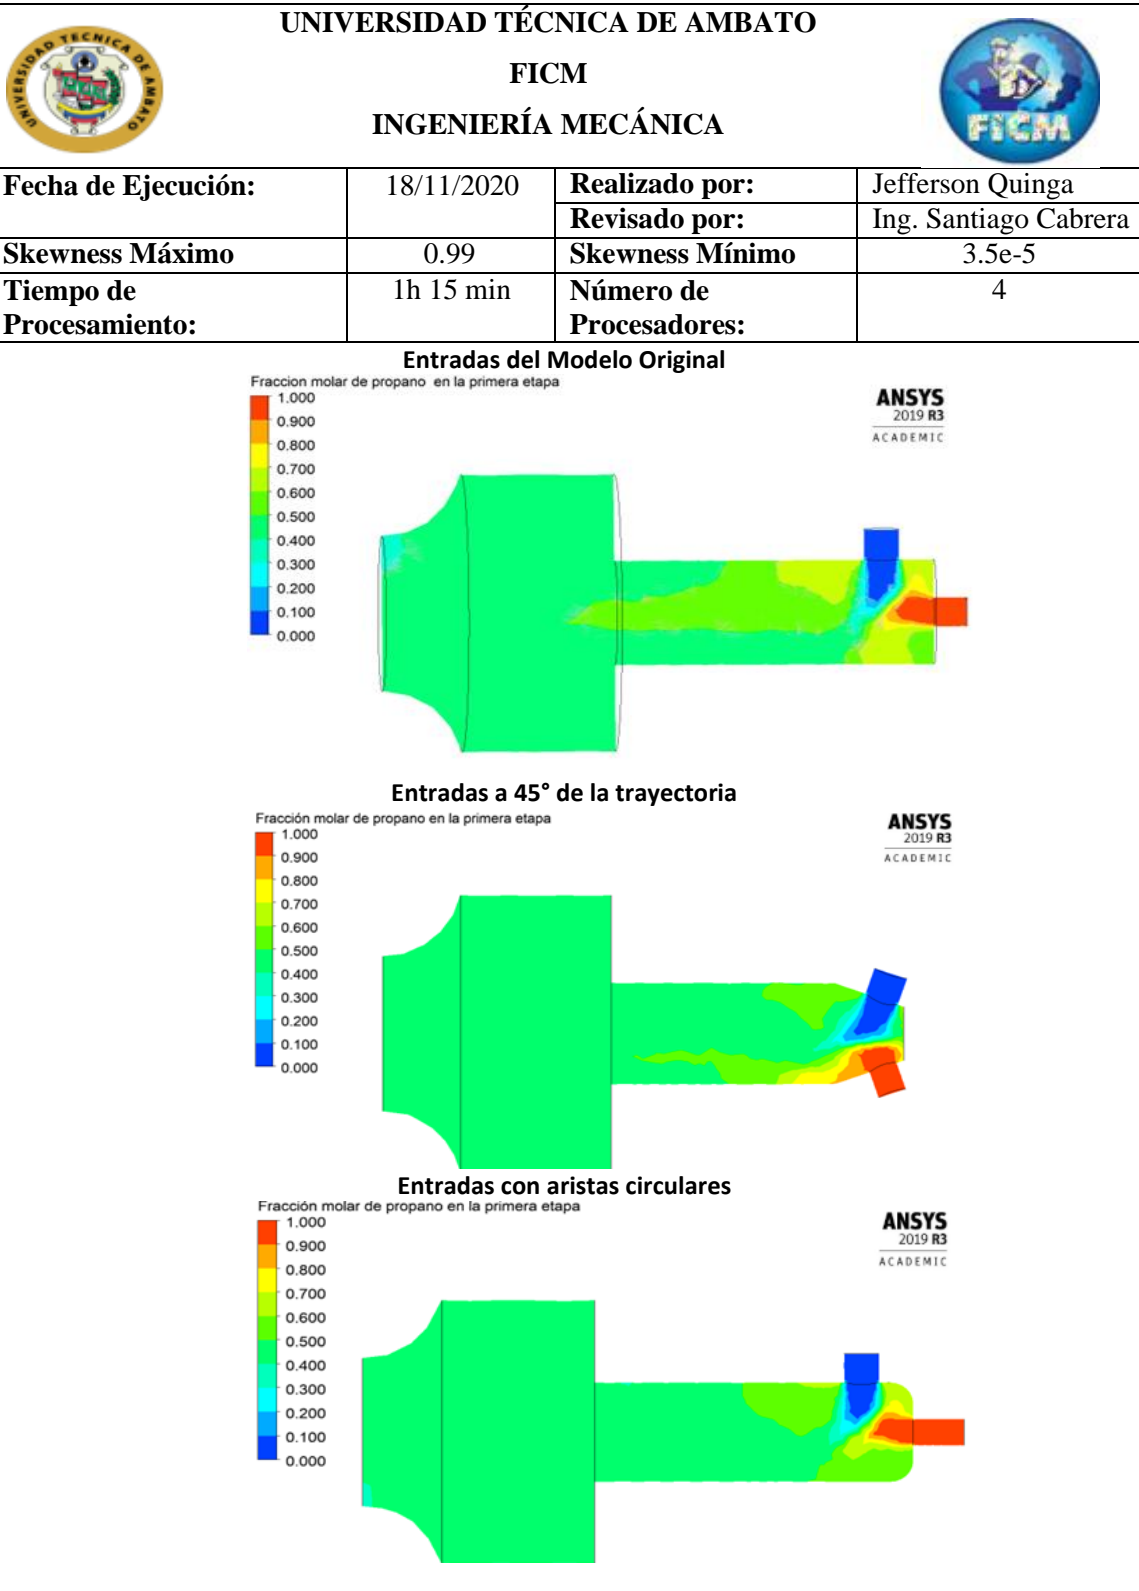 UNIVERSIDAD TÉCNICA DE AMBATO
FICM
INGENIERÍA MECÁNICA
UNIVERSIDAD TECNICA DE AMBATO
FICM
Fecha de Ejecución: 18/11/2020 Realizado por: Jefferson Quinga
Revisado por: Ing. Santiago Cabrera
Skewness Máximo 0.99 Skewness Mínimo 3.5e-5
Tiempo de Procesamiento: 1h 15 min Número de Procesadores: 4
Entradas del Modelo Original
Fraccion molar de propano en la primera etapa
1.000
0.900
0.800
0.700
0.600
0.500
0.400
0.300
0.200
0.100
0.000
ANSYS
2019 R3
ACADEMIC
Entradas a 45° de la trayectoria
Fracción molar de propano en la primera etapa
1.000
0.900
0.800
0.700
0.600
0.500
0.400
0.300
0.200
0.100
0.000
ANSYS
2019 R3
ACADEMIC
Entradas con aristas circulares
Fracción molar de propano en la primera etapa
1.000
0.900
0.800
0.700
0.600
0.500
0.400
0.300
0.200
0.100
0.000
ANSYS
2019 R3
ACADEMIC